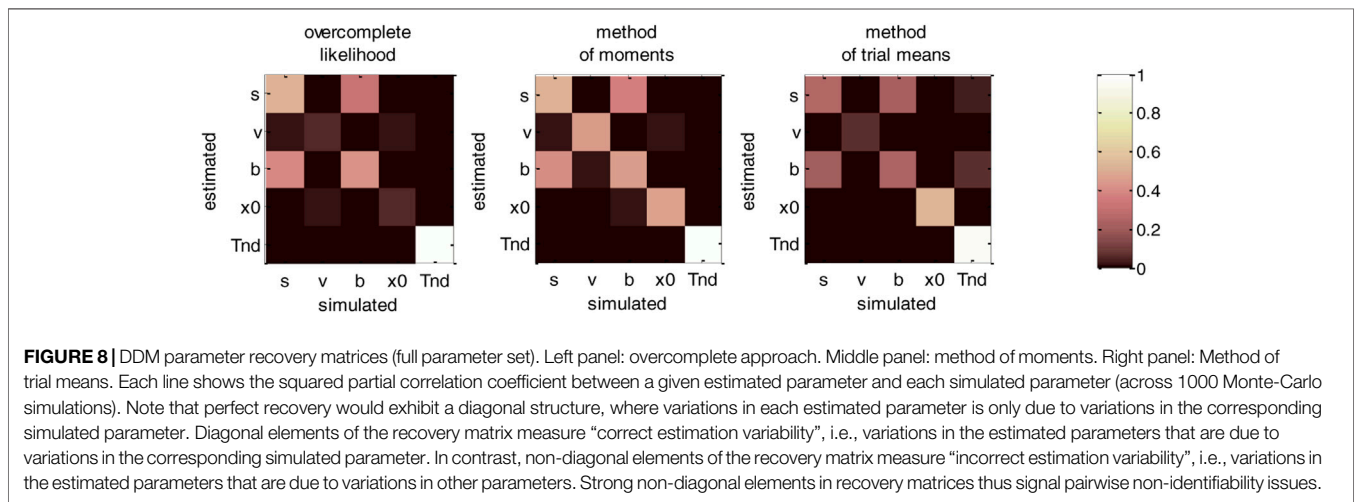 overcomplete
likelihood
method
of moments
method
of trial means
estimated
s
v
b
x0
Tnd
s v b x0 Tnd
simulated
estimated
s
v
b
x0
Tnd
s v b x0 Tnd
simulated
estimated
s
v
b
x0
Tnd
s v b x0 Tnd
simulated
1
0.8
0.6
0.4
0.2
0
FIGURE 8 | DDM parameter recovery matrices (full parameter set). Left panel: overcomplete approach. Middle panel: method of moments. Right panel: Method of
trial means. Each line shows the squared partial correlation coefficient between a given estimated parameter and each simulated parameter (across 1000 Monte-Carlo
simulations). Note that perfect recovery would exhibit a diagonal structure, where variations in each estimated parameter is only due to variations in the corresponding
simulated parameter. Diagonal elements of the recovery matrix measure “correct estimation variability”, i.e., variations in the estimated parameters that are due to
variations in the corresponding simulated parameter. In contrast, non-diagonal elements of the recovery matrix measure “incorrect estimation variability”, i.e., variations in
the estimated parameters that are due to variations in other parameters. Strong non-diagonal elements in recovery matrices thus signal pairwise non-identifiability issues.